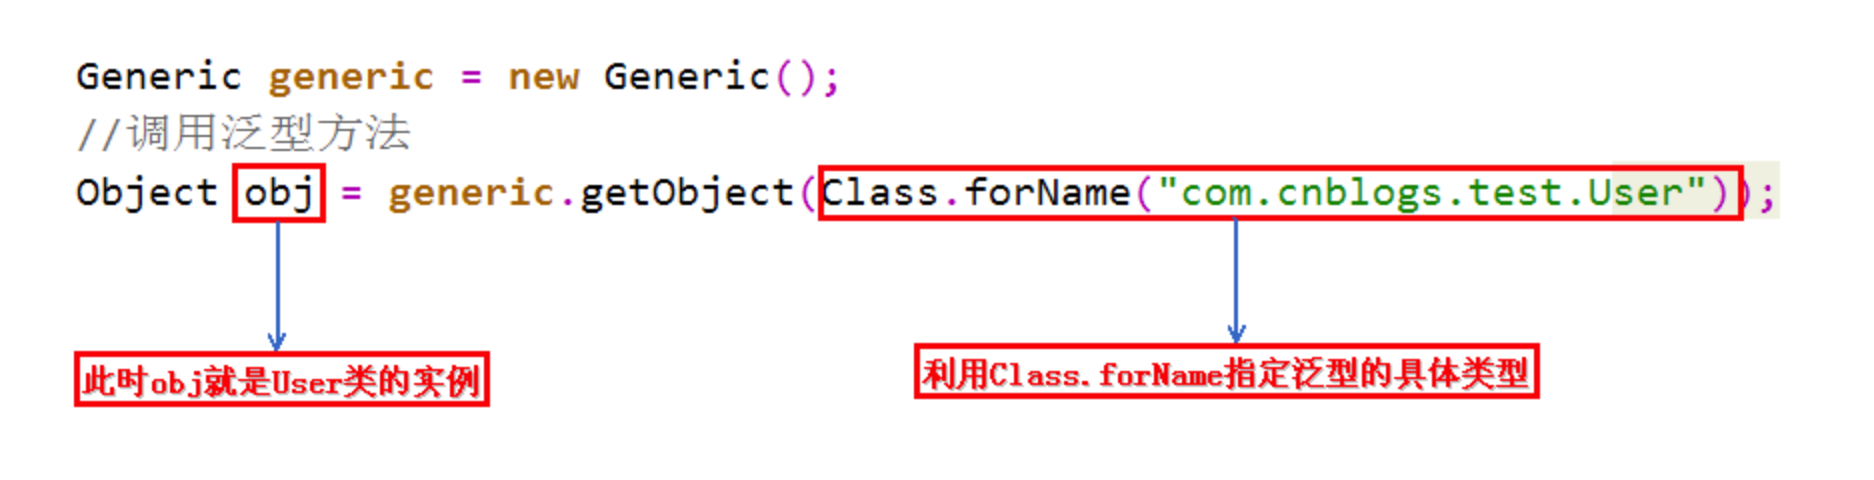 Generic generic = new Generic();
//调用泛型方法
Object obj = generic.getObject(Class.forName("com.cnblogs.test.User"));
此时obj就是User类的实例
利用Class.forName指定泛型的具体类型